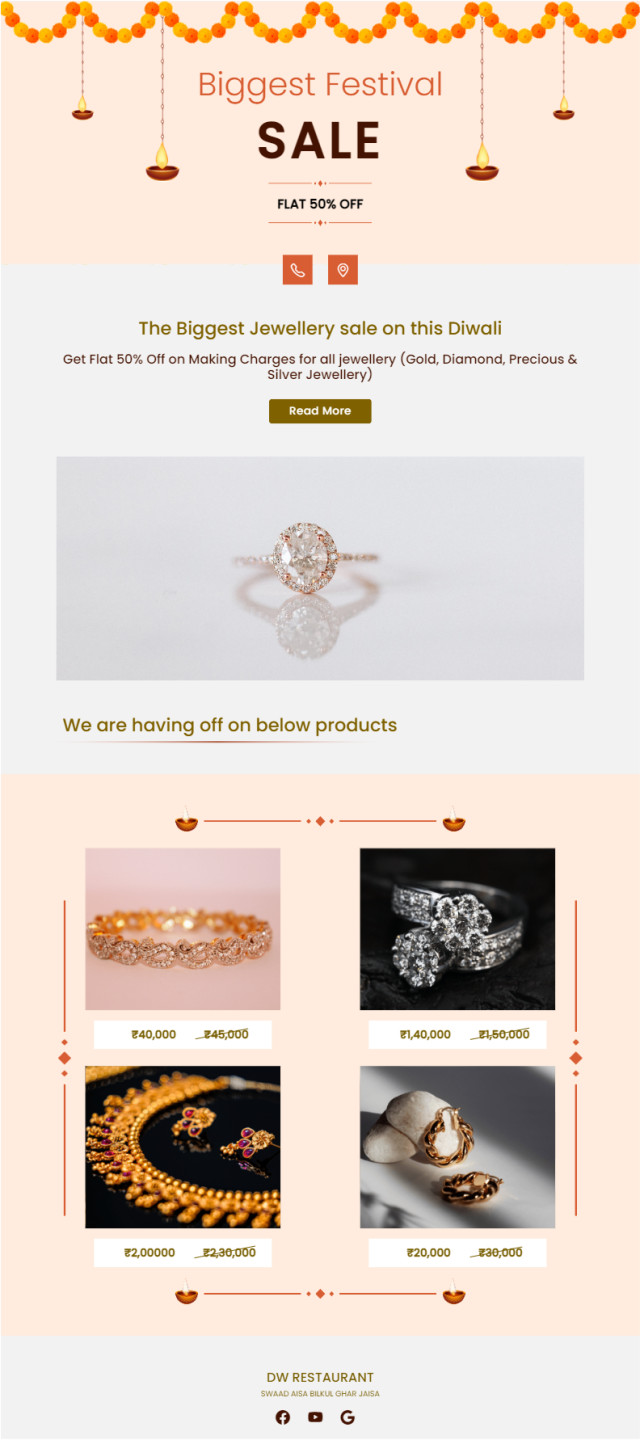 Biggest Festival
SALE
FLAT 50% OFF
The Biggest Jewellery sale on this Diwali
Get Flat 50% Off on Making Charges for all jewellery (Gold, Diamond, Precious &
Silver Jewellery)
Read More
We are having off on below products
₹40,000 ₹45,000
₹1,40,000 ₹1,50,000
₹2,00000 ₹2,30,000
₹20,000 ₹30,000
DW RESTAURANT
SWAAD AISA BILKUL GHAR JAISA